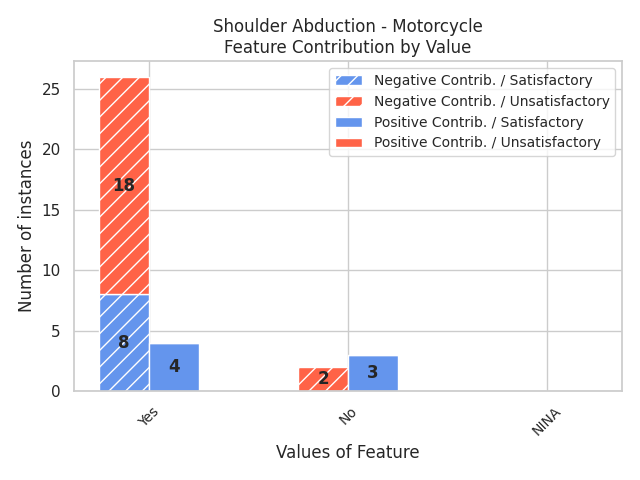 Shoulder Abduction - Motorcycle
Feature Contribution by Value
Negative Contrib. / Satisfactory
Negative Contrib. / Unsatisfactory
Positive Contrib. / Satisfactory
Positive Contrib. / Unsatisfactory
Number of instances
25
20
15
10
5
0
18
8
4
2
3
Yes
No
NINA
Values of Feature